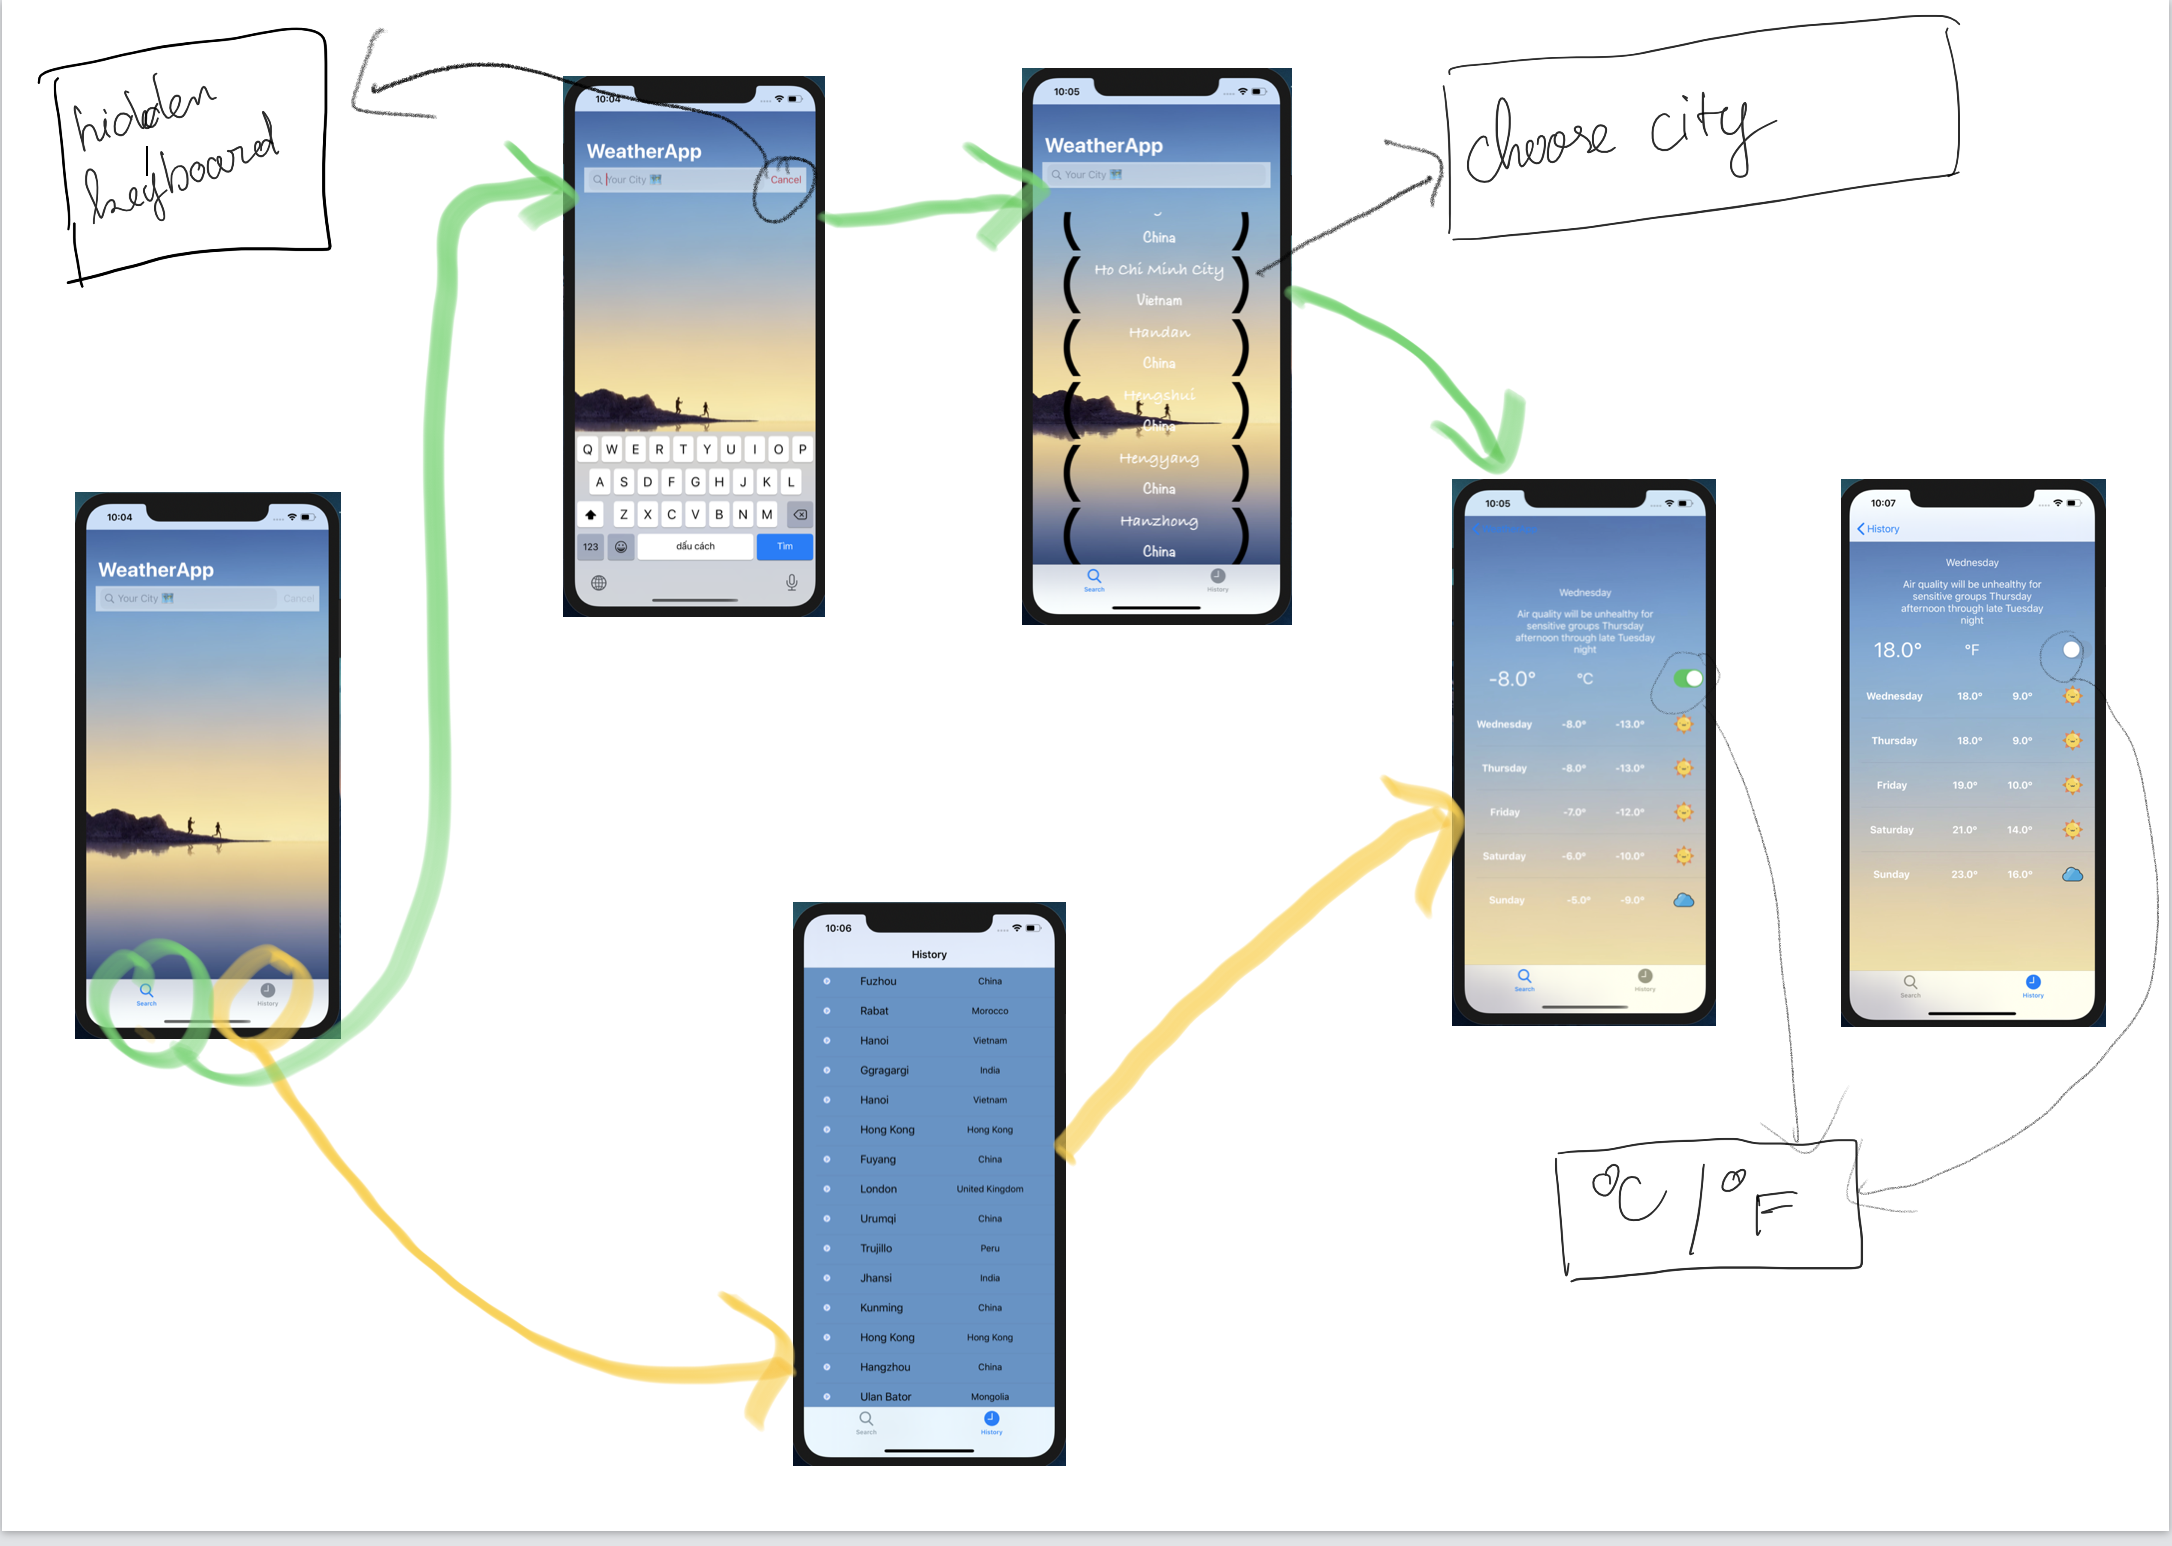 hidden
keyboard
10:04
WeatherApp
Your City
Cancel
Q W E R T Y U I O P
A S D F G H J K L
Z X C V B N M
123
dấu cách
Tìm
10:05
WeatherApp
Your City
China
Ho Chi Minh City
Vietnam
Handan
China
Hengshui
China
Hengyang
China
Hanzhong
China
Search
History
choose city
10:04
WeatherApp
Your City
Cancel
Search
History
10:05
Wednesday
Air quality will be unhealthy for
sensitive groups Thursday
afternoon through late Tuesday
night
-8.0° °C
Wednesday -8.0° -13.0°
Thursday -8.0° -13.0°
Friday -7.0° -12.0°
Saturday -6.0° -10.0°
Sunday -5.0° -9.0°
Search
History
10:07
History
Wednesday
Air quality will be unhealthy for
sensitive groups Thursday
afternoon through late Tuesday
night
18.0° °F
Wednesday 18.0° 9.0°
Thursday 18.0° 9.0°
Friday 19.0° 10.0°
Saturday 21.0° 14.0°
Sunday 23.0° 16.0°
Search
History
10:06
History
Fuzhou China
Rabat Morocco
Hanoi Vietnam
Ggragargi India
Hanoi Vietnam
Hong Kong Hong Kong
Fuyang China
London United Kingdom
Urumqi China
Trujillo Peru
Jhansi India
Kunming China
Hong Kong Hong Kong
Hangzhou China
Ulan Bator Mongolia
Search
History
°C / °F